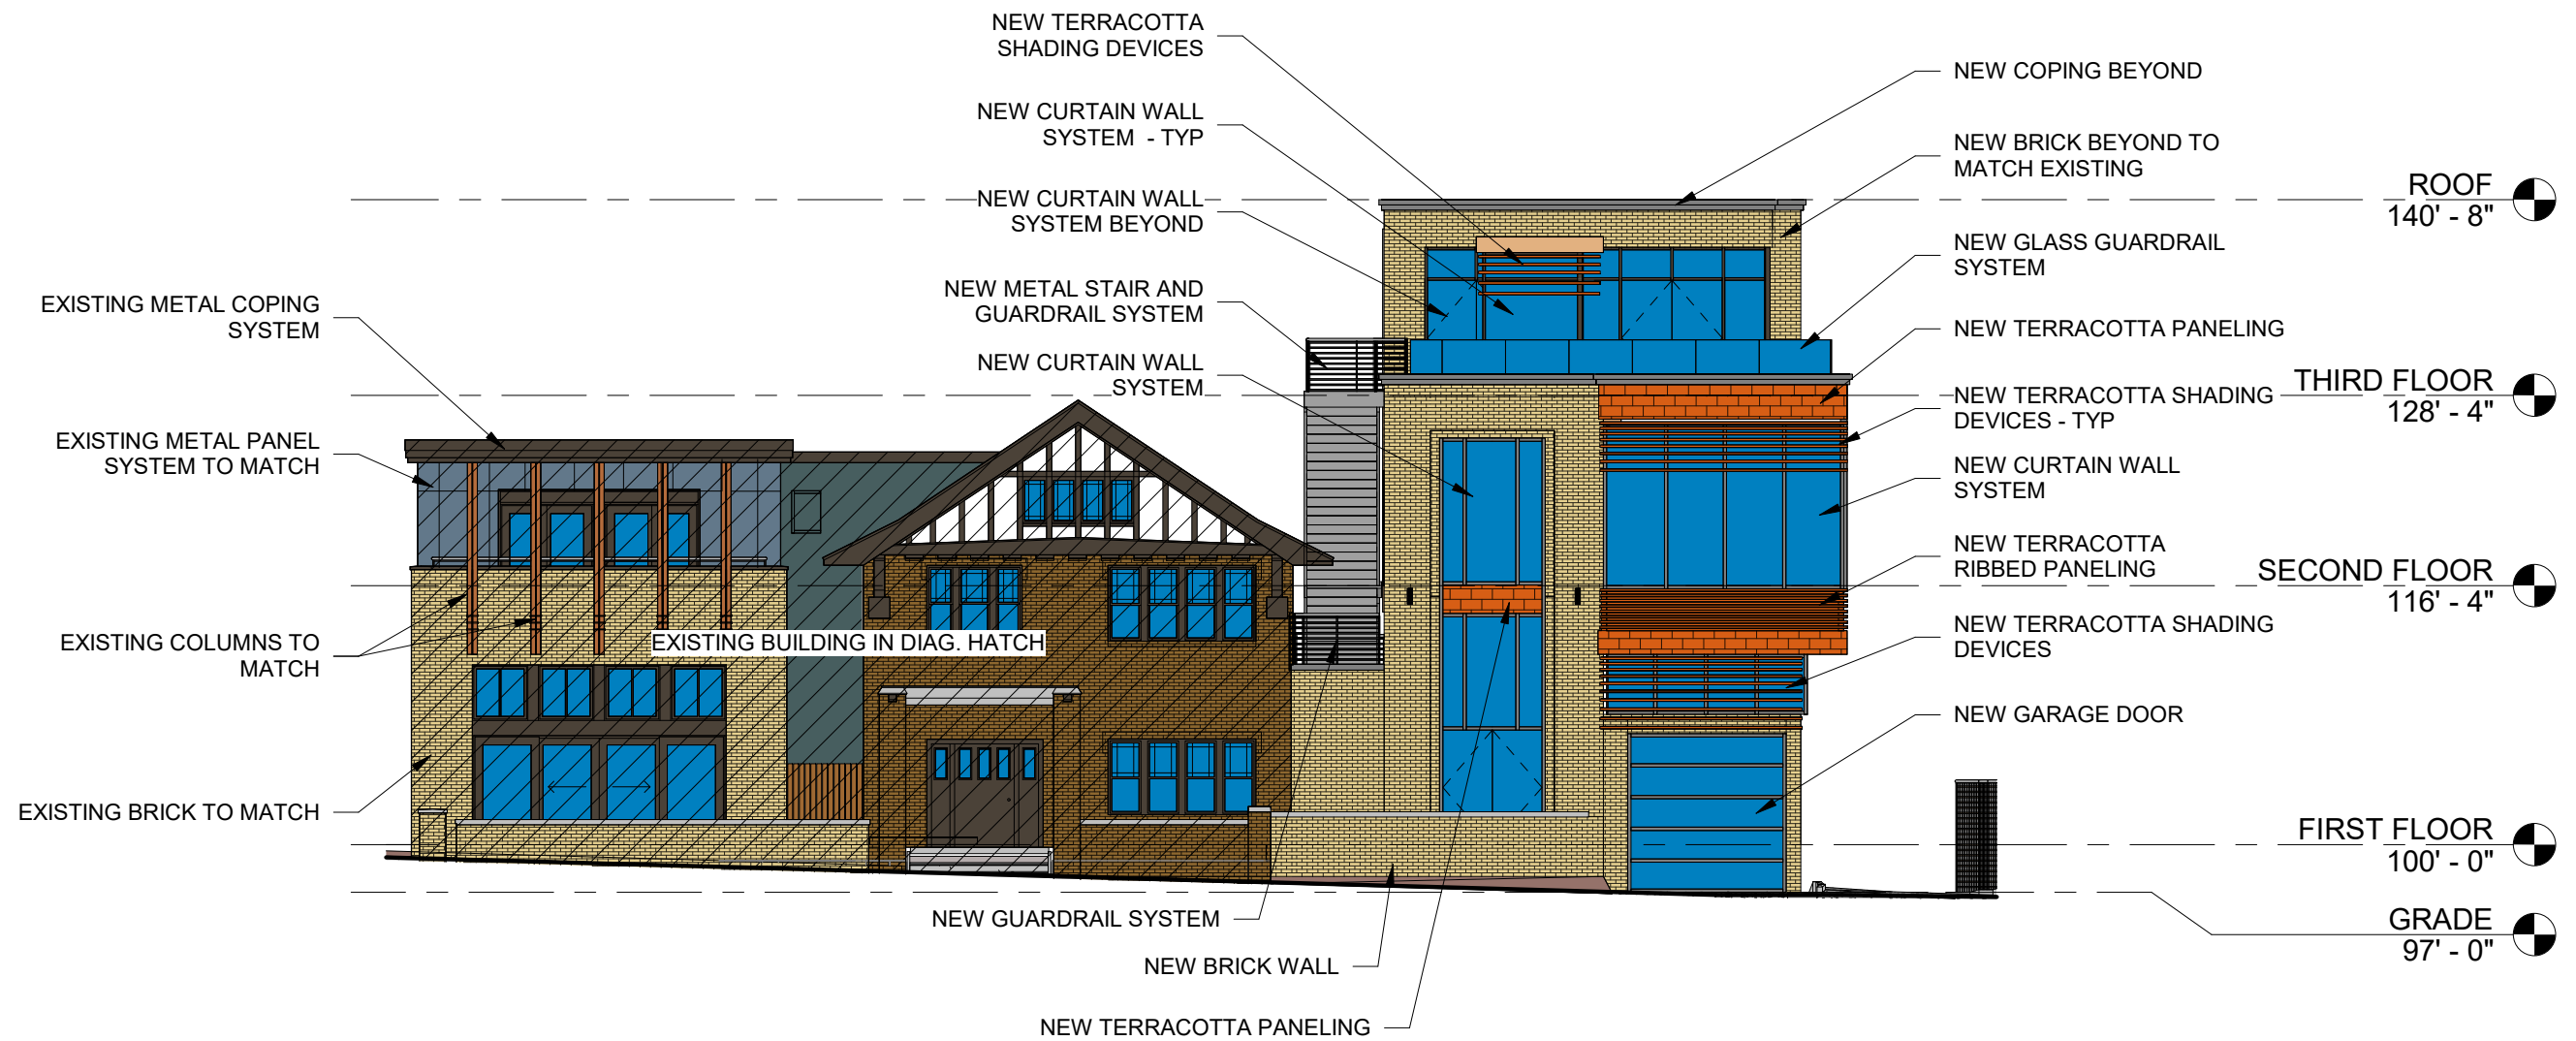 NEW TERRACOTTA
SHADING DEVICES
NEW CURTAIN WALL
SYSTEM - TYP
NEW CURTAIN WALL
SYSTEM BEYOND
NEW METAL STAIR AND
GUARDRAIL SYSTEM
NEW CURTAIN WALL
SYSTEM
EXISTING METAL COPING
SYSTEM
EXISTING METAL PANEL
SYSTEM TO MATCH
EXISTING COLUMNS TO
MATCH
EXISTING BRICK TO MATCH
EXISTING BUILDING IN DIAG. HATCH
NEW GUARDRAIL SYSTEM
NEW BRICK WALL
NEW TERRACOTTA PANELING
NEW COPING BEYOND
NEW BRICK BEYOND TO
MATCH EXISTING
NEW GLASS GUARDRAIL
SYSTEM
NEW TERRACOTTA PANELING
NEW TERRACOTTA SHADING
DEVICES - TYP
NEW CURTAIN WALL
SYSTEM
NEW TERRACOTTA
RIBBED PANELING
NEW TERRACOTTA SHADING
DEVICES
NEW GARAGE DOOR
ROOF
140' - 8"
THIRD FLOOR
128' - 4"
SECOND FLOOR
116' - 4"
FIRST FLOOR
100' - 0"
GRADE
97' - 0"